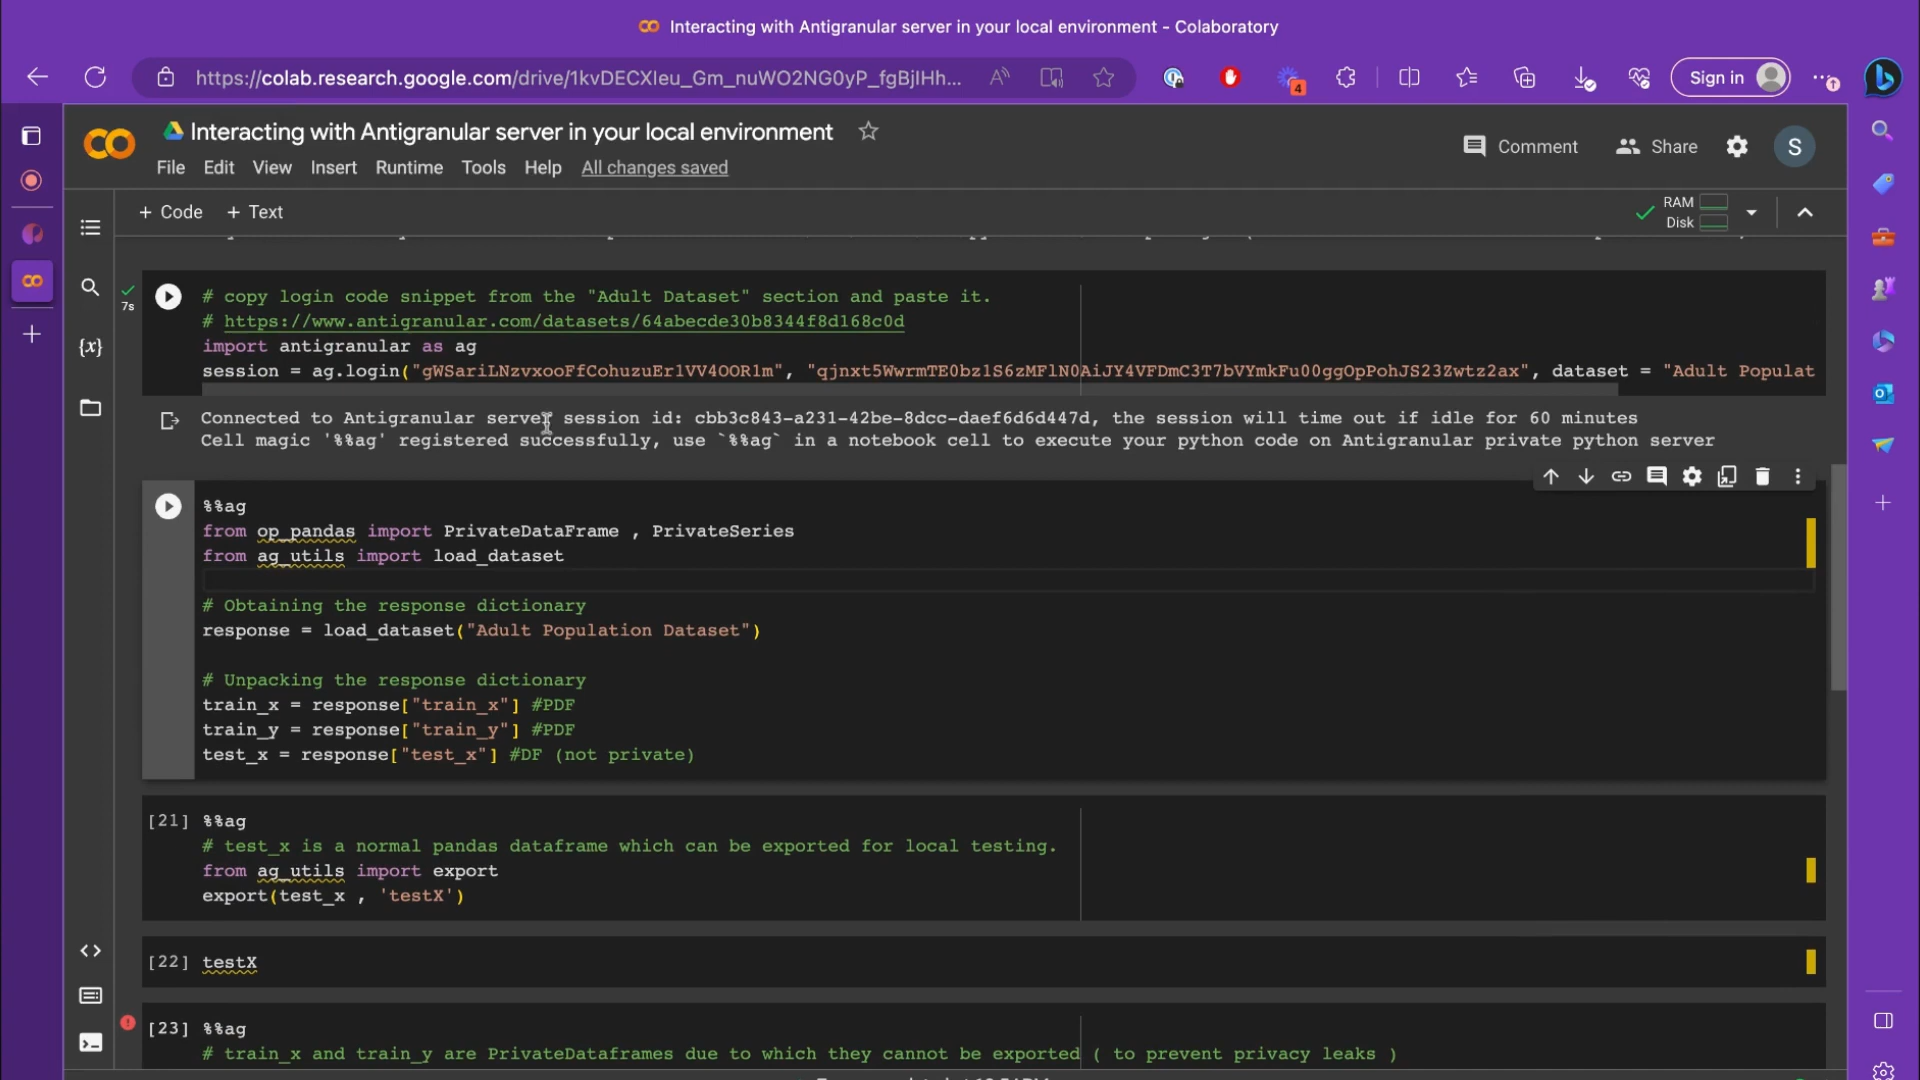 Interacting with Antigranular server in your local environment - Colaboratory
https://colab.research.google.com/drive/1kvDECXIeu_Gm_nuWO2NG0yP_fgBjIHh...
4
Sign in
Interacting with Antigranular server in your local environment
File Edit View Insert Runtime Tools Help All changes saved
Comment Share S
+ Code + Text
RAM
Disk
7s
# copy login code snippet from the "Adult Dataset" section and paste it.
# https://www.antigranular.com/datasets/64abecde30b8344f8d168c0d
import antigranular as ag
session = ag.login("gWSariLNzvxooFfCohuzuEr1VV4OOR1m", "qjnxt5WwrmTE0bz1S6zMFlN0AiJY4VFDmC3T7bVYmkFu00ggOpPohJS23Zwtz2ax", dataset = "Adult Populat
Connected to Antigranular server session id: cbb3c843-a231-42be-8dcc-daef6d6d447d, the session will time out if idle for 60 minutes
Cell magic '%%ag' registered successfully, use `%%ag` in a notebook cell to execute your python code on Antigranular private python server
%%ag
from op_pandas import PrivateDataFrame , PrivateSeries
from ag_utils import load_dataset
# Obtaining the response dictionary
response = load_dataset("Adult Population Dataset")
# Unpacking the response dictionary
train_x = response["train_x"] #PDF
train_y = response["train_y"] #PDF
test_x = response["test_x"] #DF (not private)
[21] %%ag
# test_x is a normal pandas dataframe which can be exported for local testing.
from ag_utils import export
export(test_x , 'testX')
[22] testX
[23] %%ag
# train_x and train_y are PrivateDataframes due to which they cannot be exported ( to prevent privacy leaks )